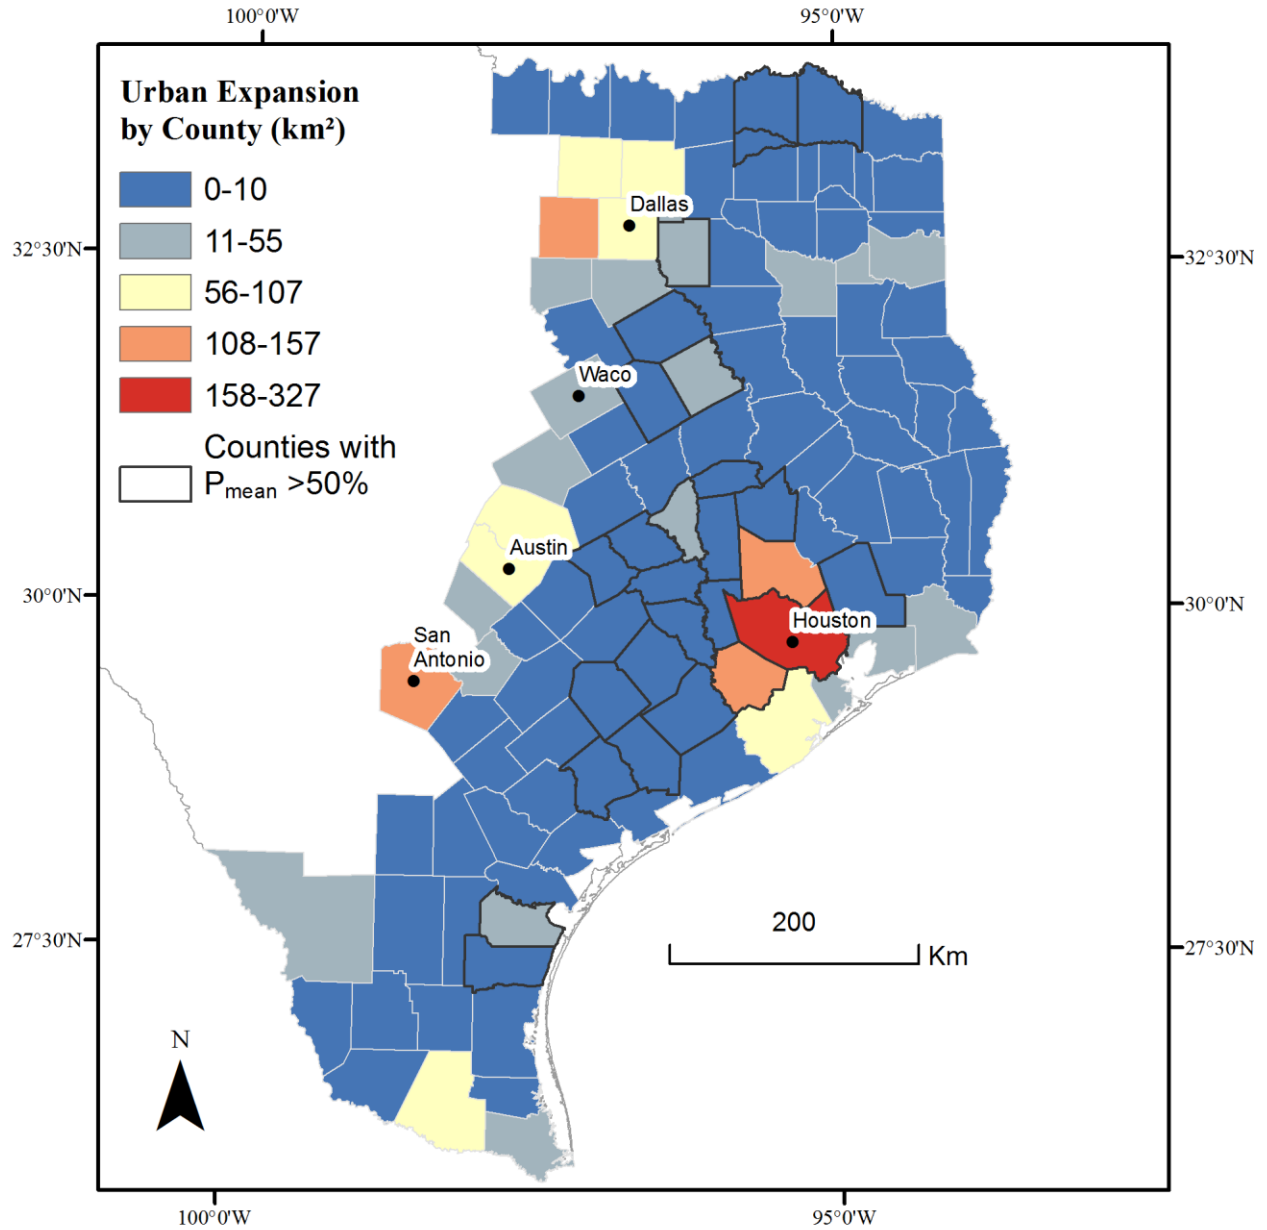 100°0'W
95°0'W
Urban Expansion
by County (km²)
0-10
11-55
56-107
108-157
158-327
Counties with
Pmean >50%
32°30'N
32°30'N
Dallas
Waco
Austin
30°0'N
30°0'N
Houston
San
Antonio
200
Km
27°30'N
27°30'N
N
100°0'W
95°0'W